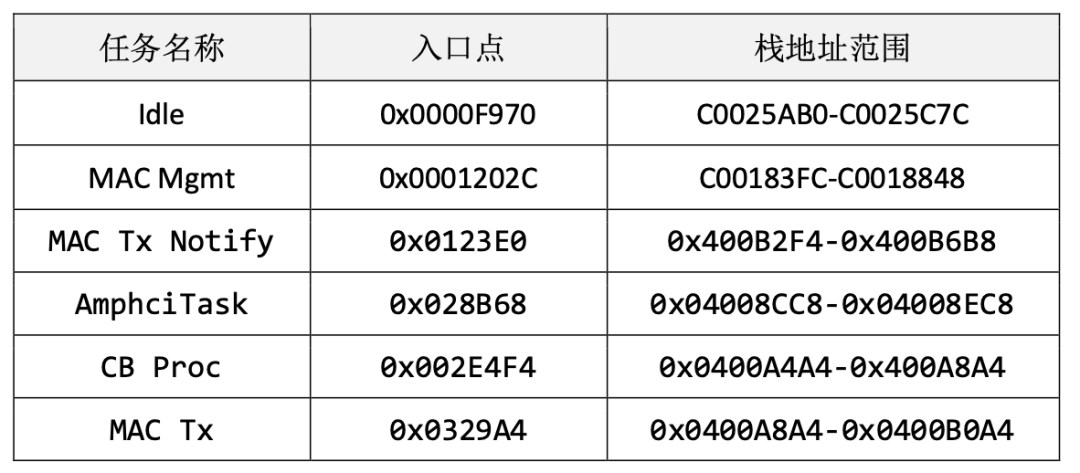 任务名称 入口点 栈地址范围
Idle 0x0000F970 C0025AB0-C0025C7C
MAC Mgmt 0x0001202C C00183FC-C0018848
MAC Tx Notify 0x0123E0 0x400B2F4-0x400B6B8
AmphciTask 0x028B68 0x04008CC8-0x04008EC8
CB Proc 0x002E4F4 0x0400A4A4-0x400A8A4
MAC Tx 0x0329A4 0x0400A8A4-0x0400B0A4